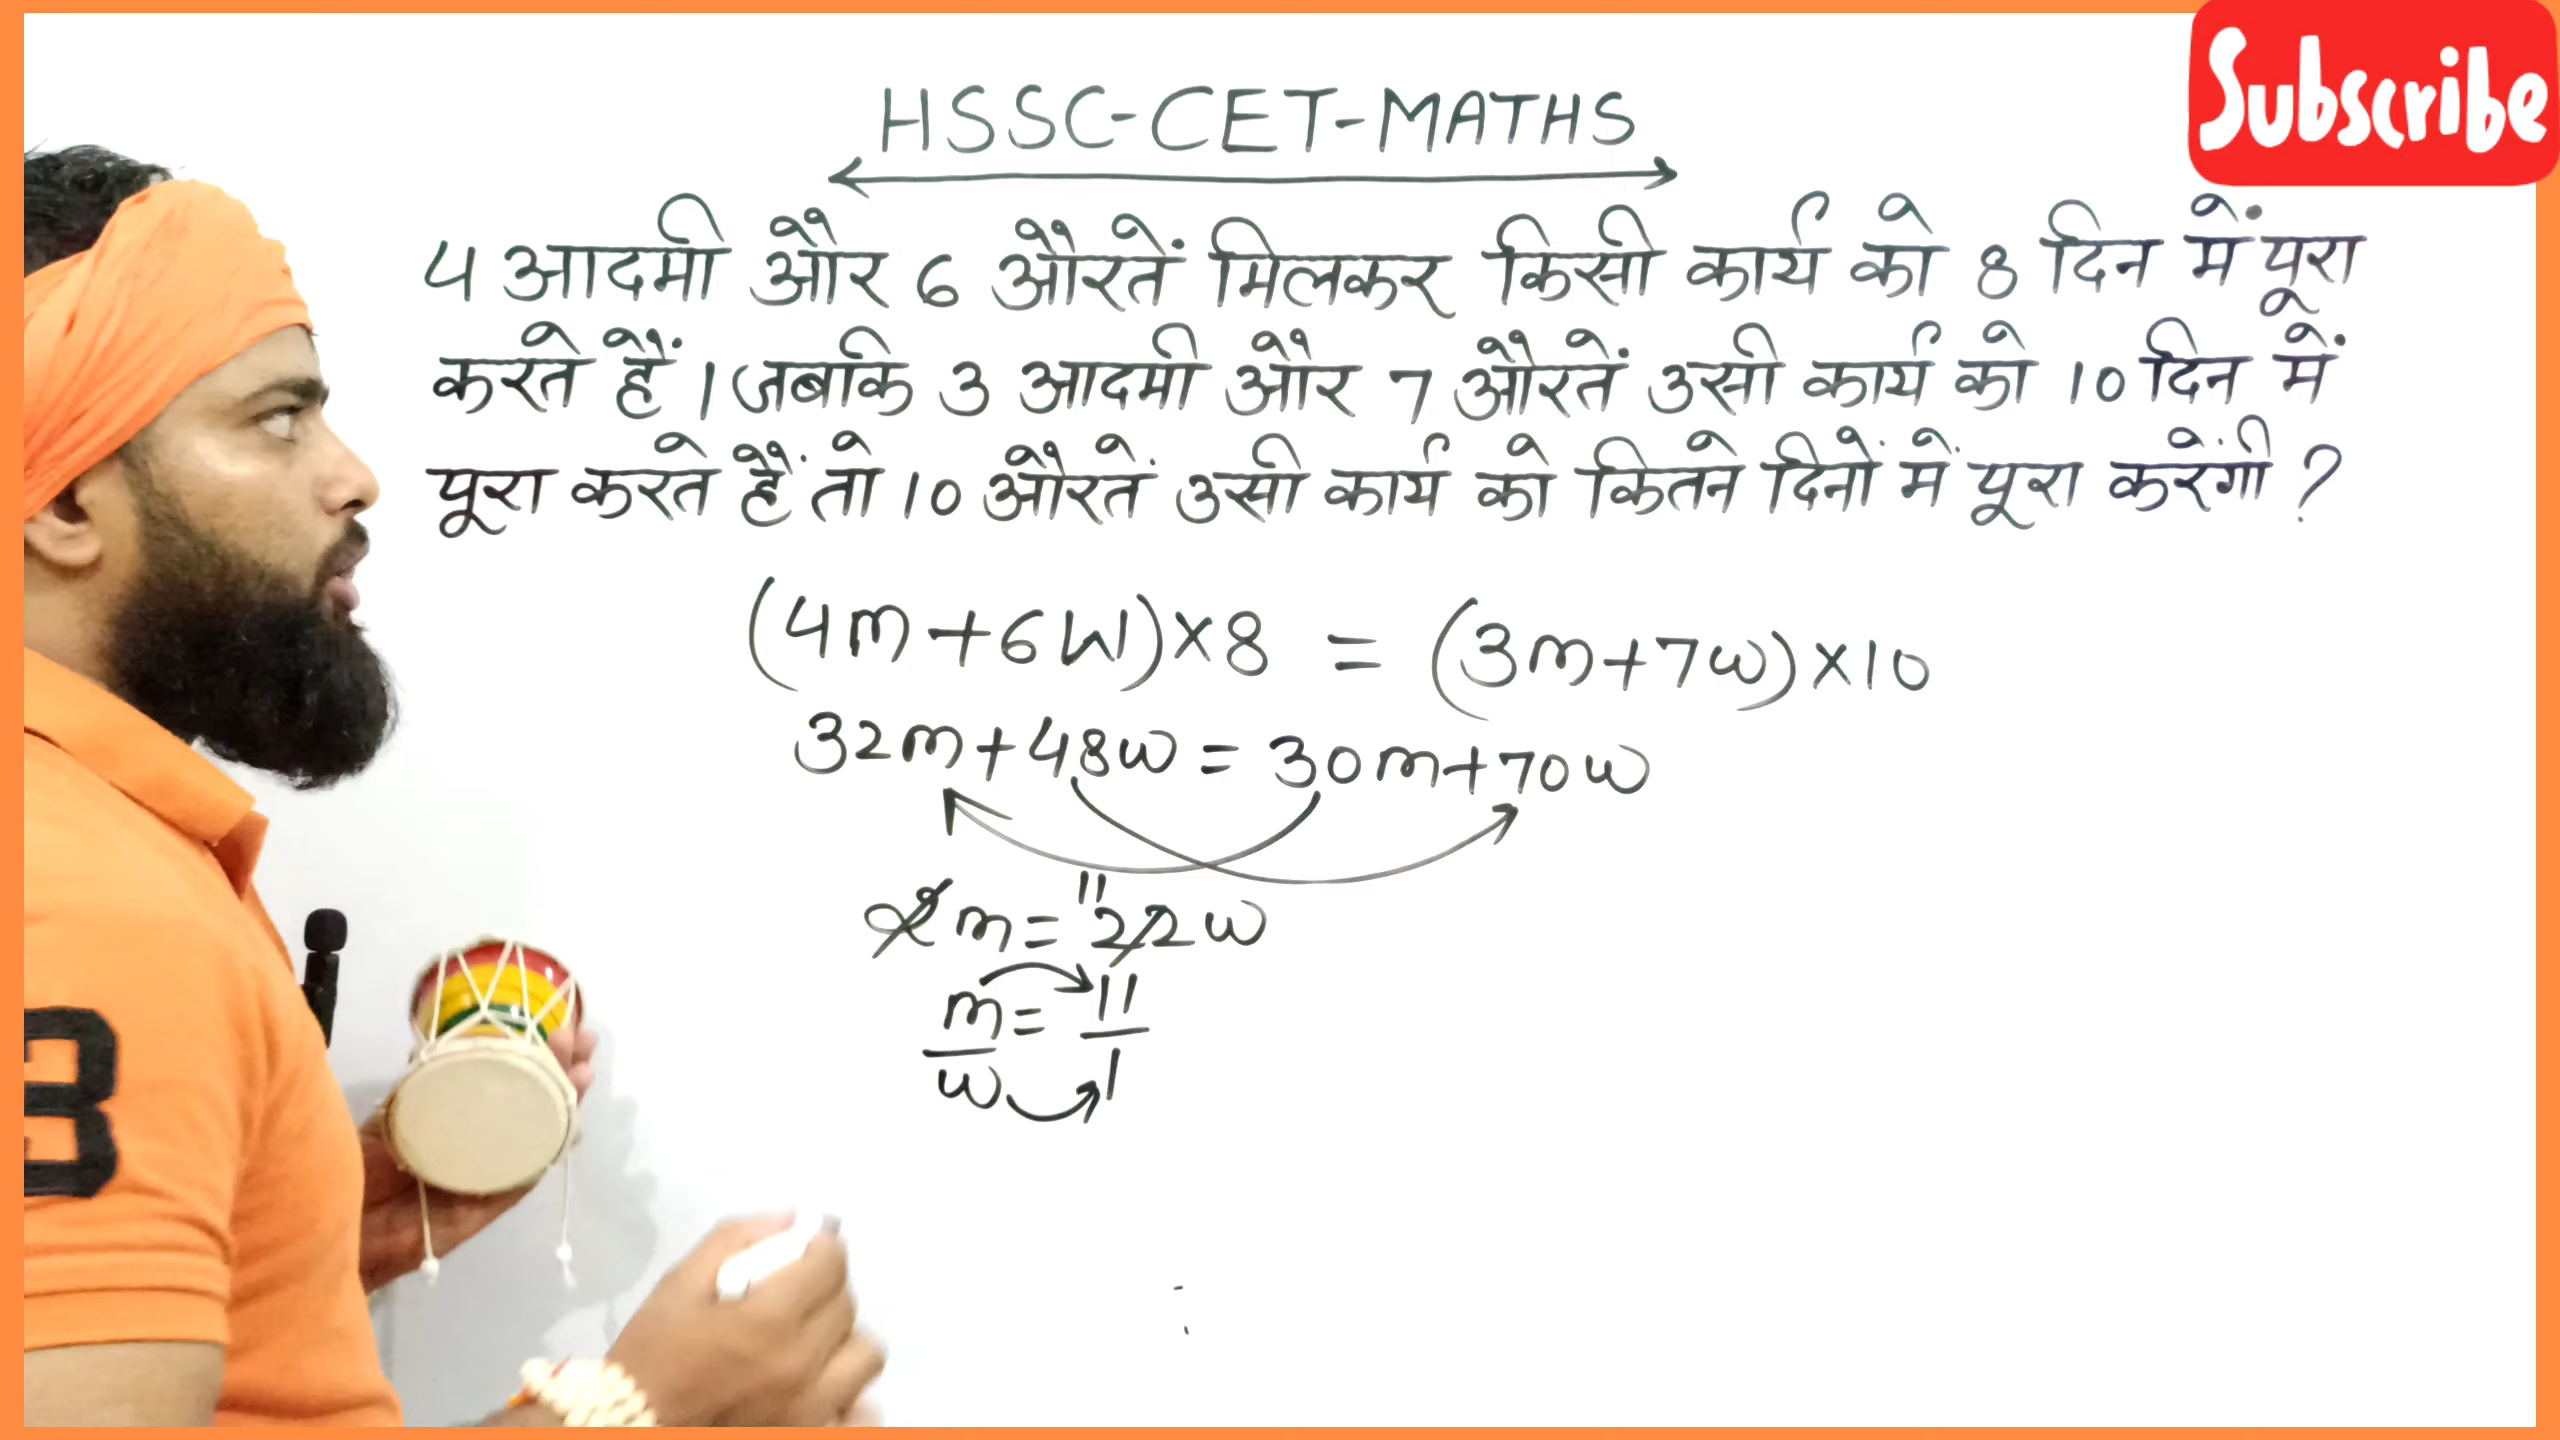 Subscribe
HSSC-CET-MATHS
4 आदमी और 6 औरतें मिलकर किसी कार्य को 8 दिन में पूरा
करते हैं । जबकि 3 आदमी और 7 औरतें उसी कार्य को 10 दिन में
पूरा करते हैं तो 10 औरतें उसी कार्य को कितने दिनों में पूरा करेंगी ?
(4m+6W)×8 = (3m+7w)×10
32m+48w = 30m+70w
11
2m = 22w
m/w = 11/1
3